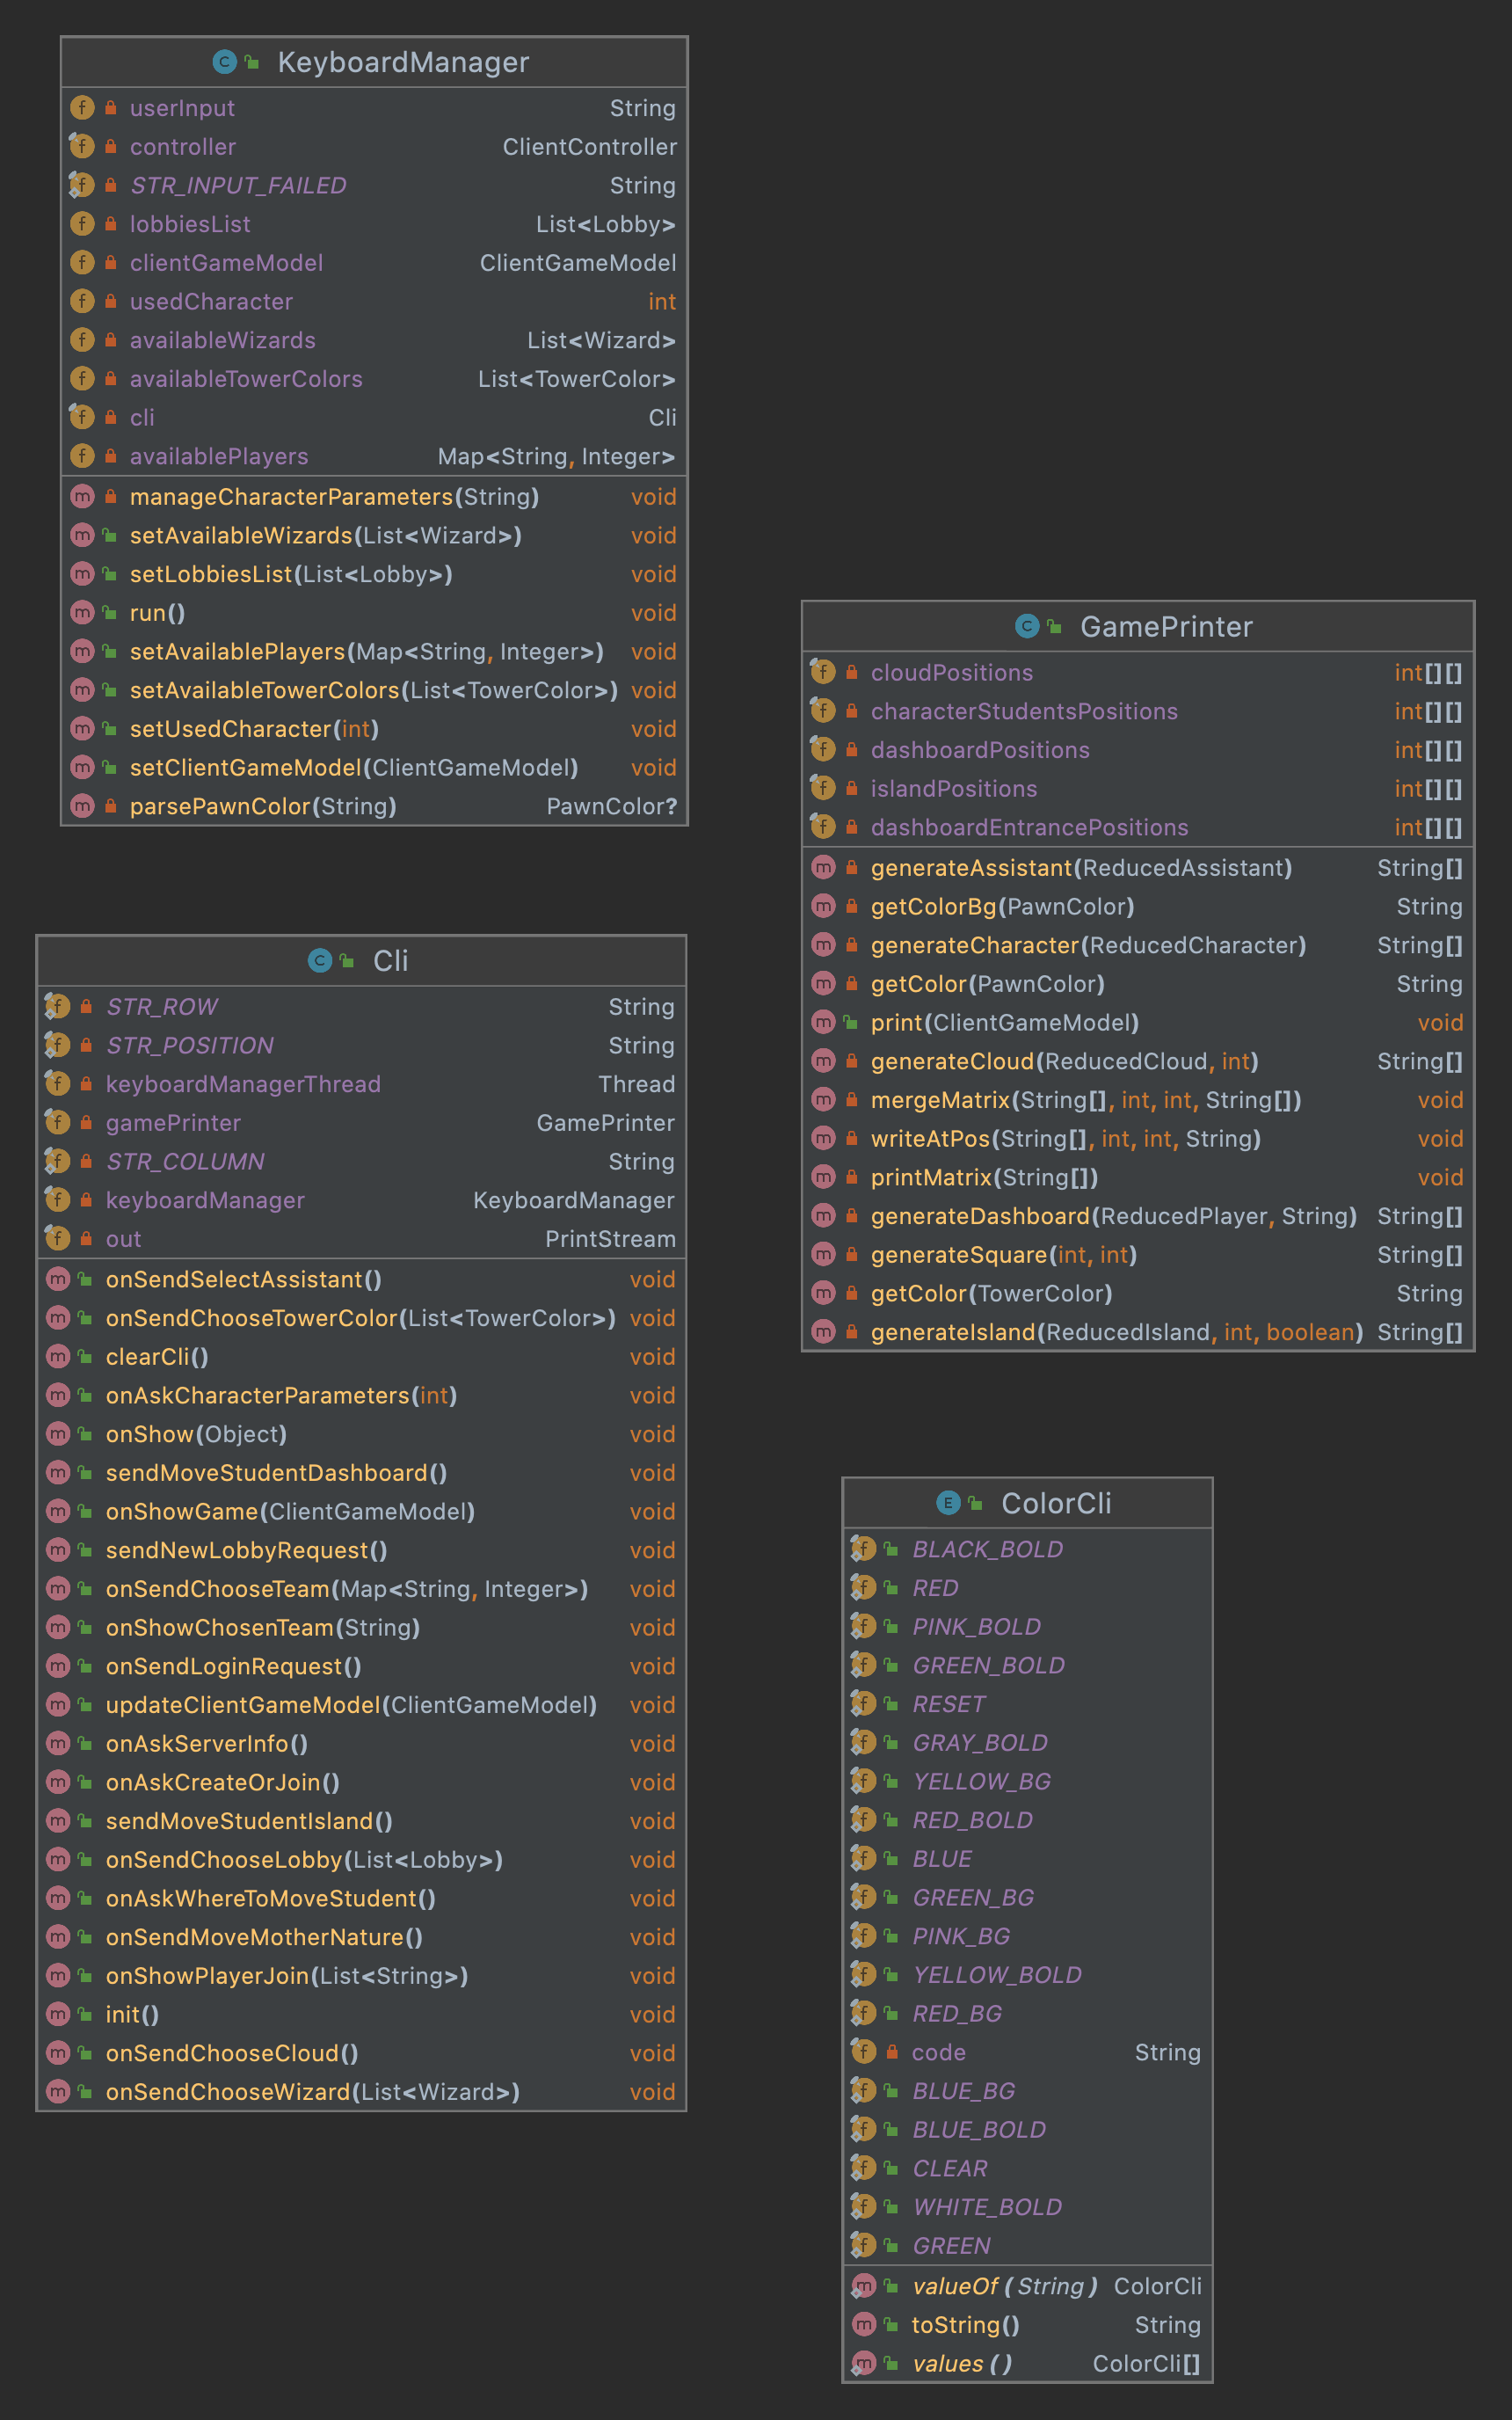 KeyboardManager
userInput String
controller ClientController
STR_INPUT_FAILED String
lobbiesList List<Lobby>
clientGameModel ClientGameModel
usedCharacter int
availableWizards List<Wizard>
availableTowerColors List<TowerColor>
cli Cli
availablePlayers Map<String, Integer>
manageCharacterParameters(String) void
setAvailableWizards(List<Wizard>) void
setLobbiesList(List<Lobby>) void
run() void
setAvailablePlayers(Map<String, Integer>) void
setAvailableTowerColors(List<TowerColor>) void
setUsedCharacter(int) void
setClientGameModel(ClientGameModel) void
parsePawnColor(String) PawnColor?
GamePrinter
cloudPositions int[][]
characterStudentsPositions int[][]
dashboardPositions int[][]
islandPositions int[][]
dashboardEntrancePositions int[][]
generateAssistant(ReducedAssistant) String[]
getColorBg(PawnColor) String
generateCharacter(ReducedCharacter) String[]
getColor(PawnColor) String
print(ClientGameModel) void
generateCloud(ReducedCloud, int) String[]
mergeMatrix(String[], int, int, String[]) void
writeAtPos(String[], int, int, String) void
printMatrix(String[]) void
generateDashboard(ReducedPlayer, String) String[]
generateSquare(int, int) String[]
getColor(TowerColor) String
generateIsland(ReducedIsland, int, boolean) String[]
Cli
STR_ROW String
STR_POSITION String
keyboardManagerThread Thread
gamePrinter GamePrinter
STR_COLUMN String
keyboardManager KeyboardManager
out PrintStream
onSendSelectAssistant() void
onSendChooseTowerColor(List<TowerColor>) void
clearCli() void
onAskCharacterParameters(int) void
onShow(Object) void
sendMoveStudentDashboard() void
onShowGame(ClientGameModel) void
sendNewLobbyRequest() void
onSendChooseTeam(Map<String, Integer>) void
onShowChosenTeam(String) void
onSendLoginRequest() void
updateClientGameModel(ClientGameModel) void
onAskServerInfo() void
onAskCreateOrJoin() void
sendMoveStudentIsland() void
onSendChooseLobby(List<Lobby>) void
onAskWhereToMoveStudent() void
onSendMoveMotherNature() void
onShowPlayerJoin(List<String>) void
init() void
onSendChooseCloud() void
onSendChooseWizard(List<Wizard>) void
ColorCli
BLACK_BOLD
RED
PINK_BOLD
GREEN_BOLD
RESET
GRAY_BOLD
YELLOW_BG
RED_BOLD
BLUE
GREEN_BG
PINK_BG
YELLOW_BOLD
RED_BG
code String
BLUE_BG
BLUE_BOLD
CLEAR
WHITE_BOLD
GREEN
valueOf(String) ColorCli
toString() String
values() ColorCli[]